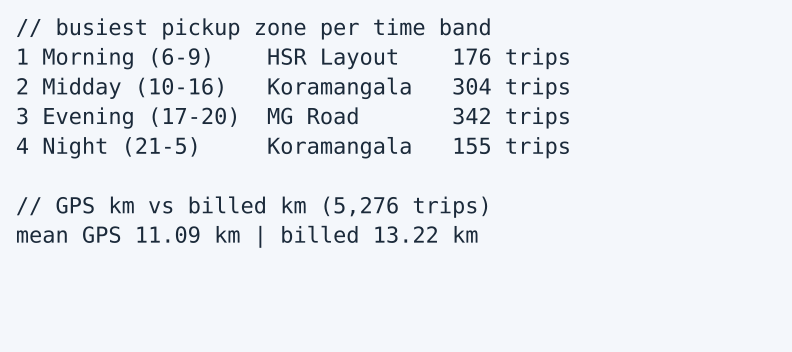 // busiest pickup zone per time band
1 Morning (6-9)    HSR Layout    176 trips
2 Midday (10-16)   Koramangala   304 trips
3 Evening (17-20)  MG Road       342 trips
4 Night (21-5)     Koramangala   155 trips

// GPS km vs billed km (5,276 trips)
mean GPS 11.09 km | billed 13.22 km